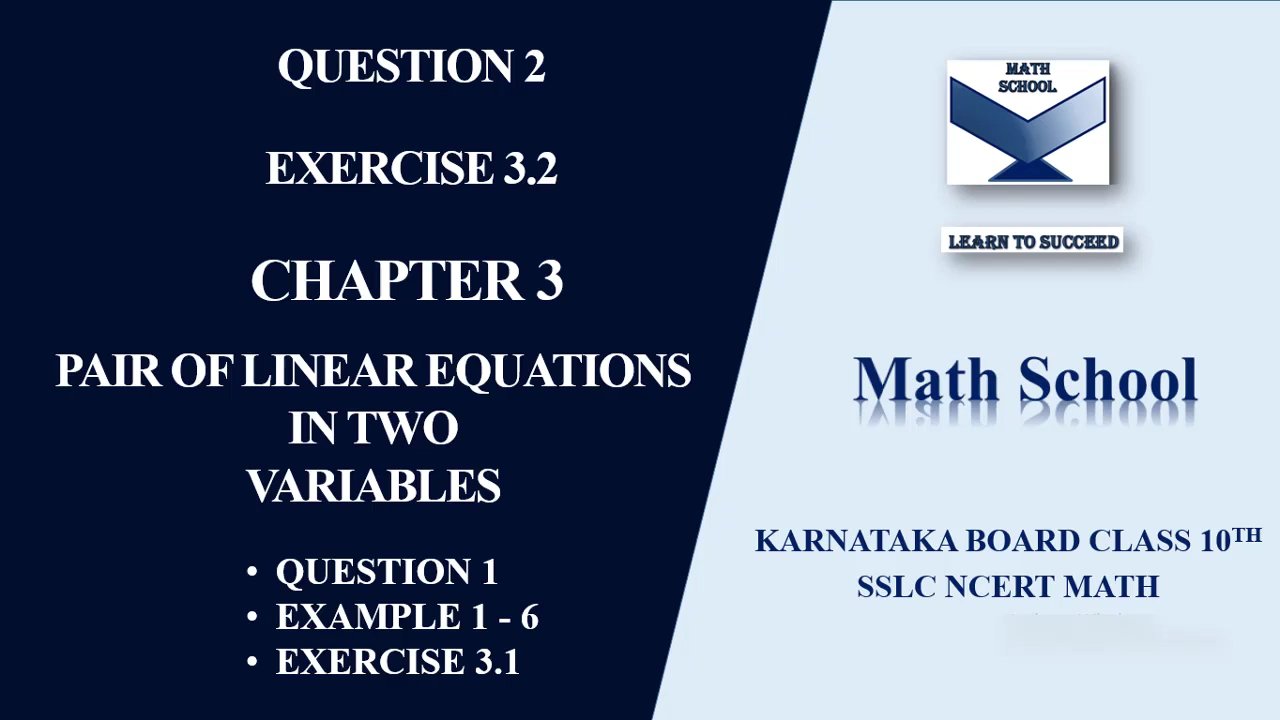 QUESTION 2
EXERCISE 3.2
CHAPTER 3
PAIR OF LINEAR EQUATIONS
IN TWO
VARIABLES
• QUESTION 1
• EXAMPLE 1 - 6
• EXERCISE 3.1
MATH
SCHOOL
LEARN TO SUCCEED
Math School
KARNATAKA BOARD CLASS 10TH
SSLC NCERT MATH